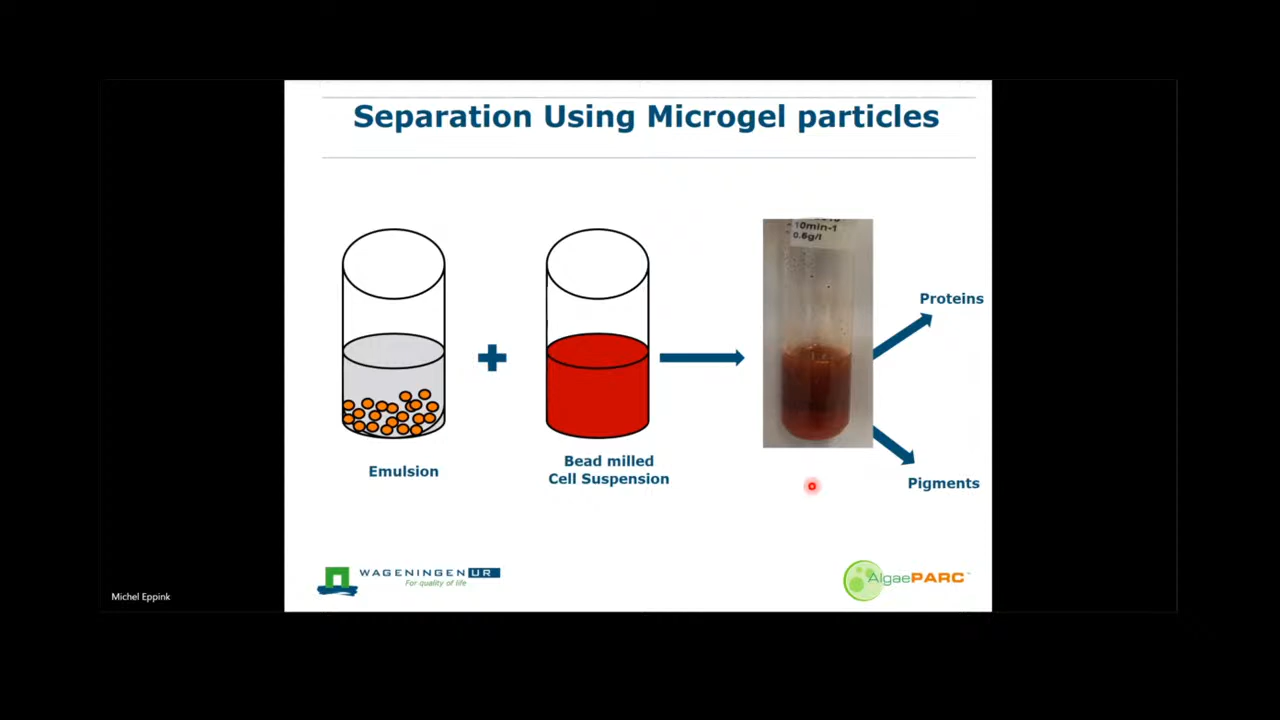 Separation Using Microgel particles
10min-1
0.6g/l
Proteins
Emulsion
Bead milled
Cell Suspension
Pigments
WAGENINGEN UR
For quality of life
AlgaePARC™
Michel Eppink